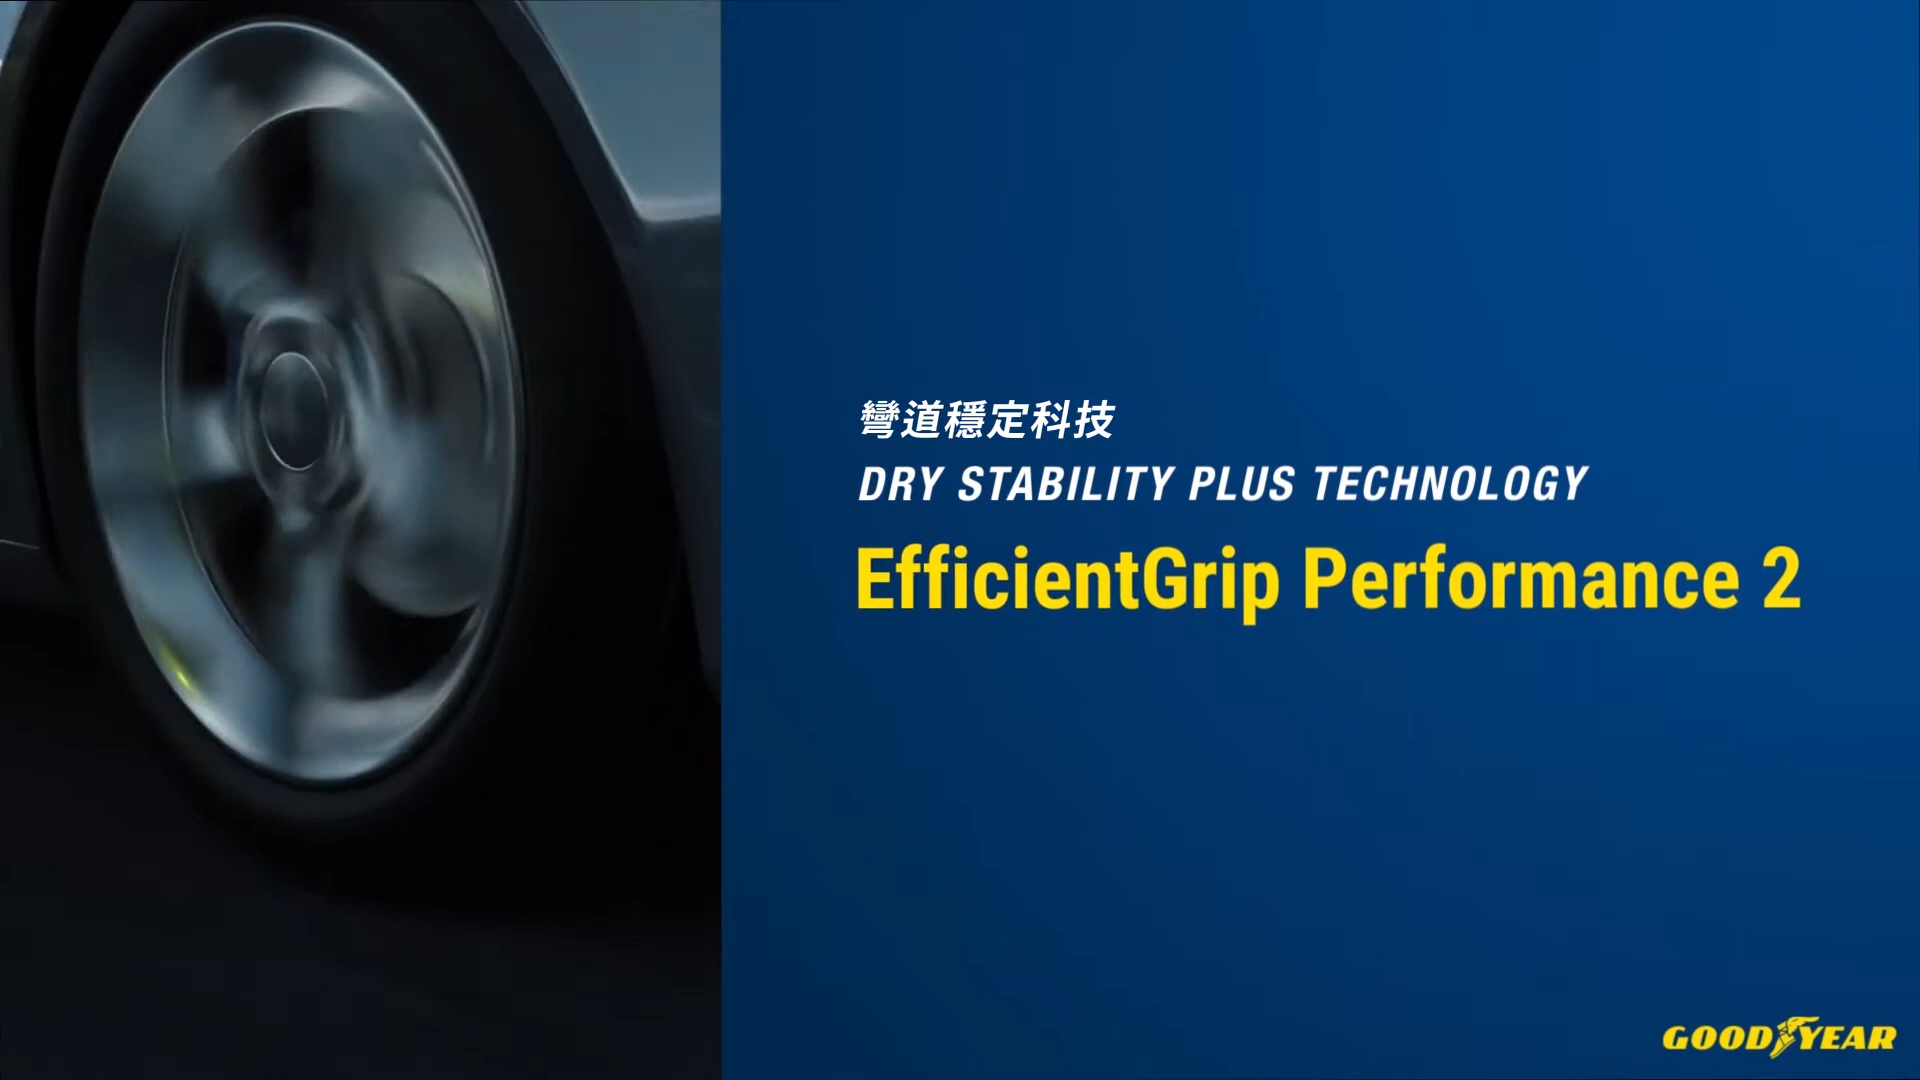 彎道穩定科技
DRY STABILITY PLUS TECHNOLOGY
EfficientGrip Performance 2
GOODYEAR